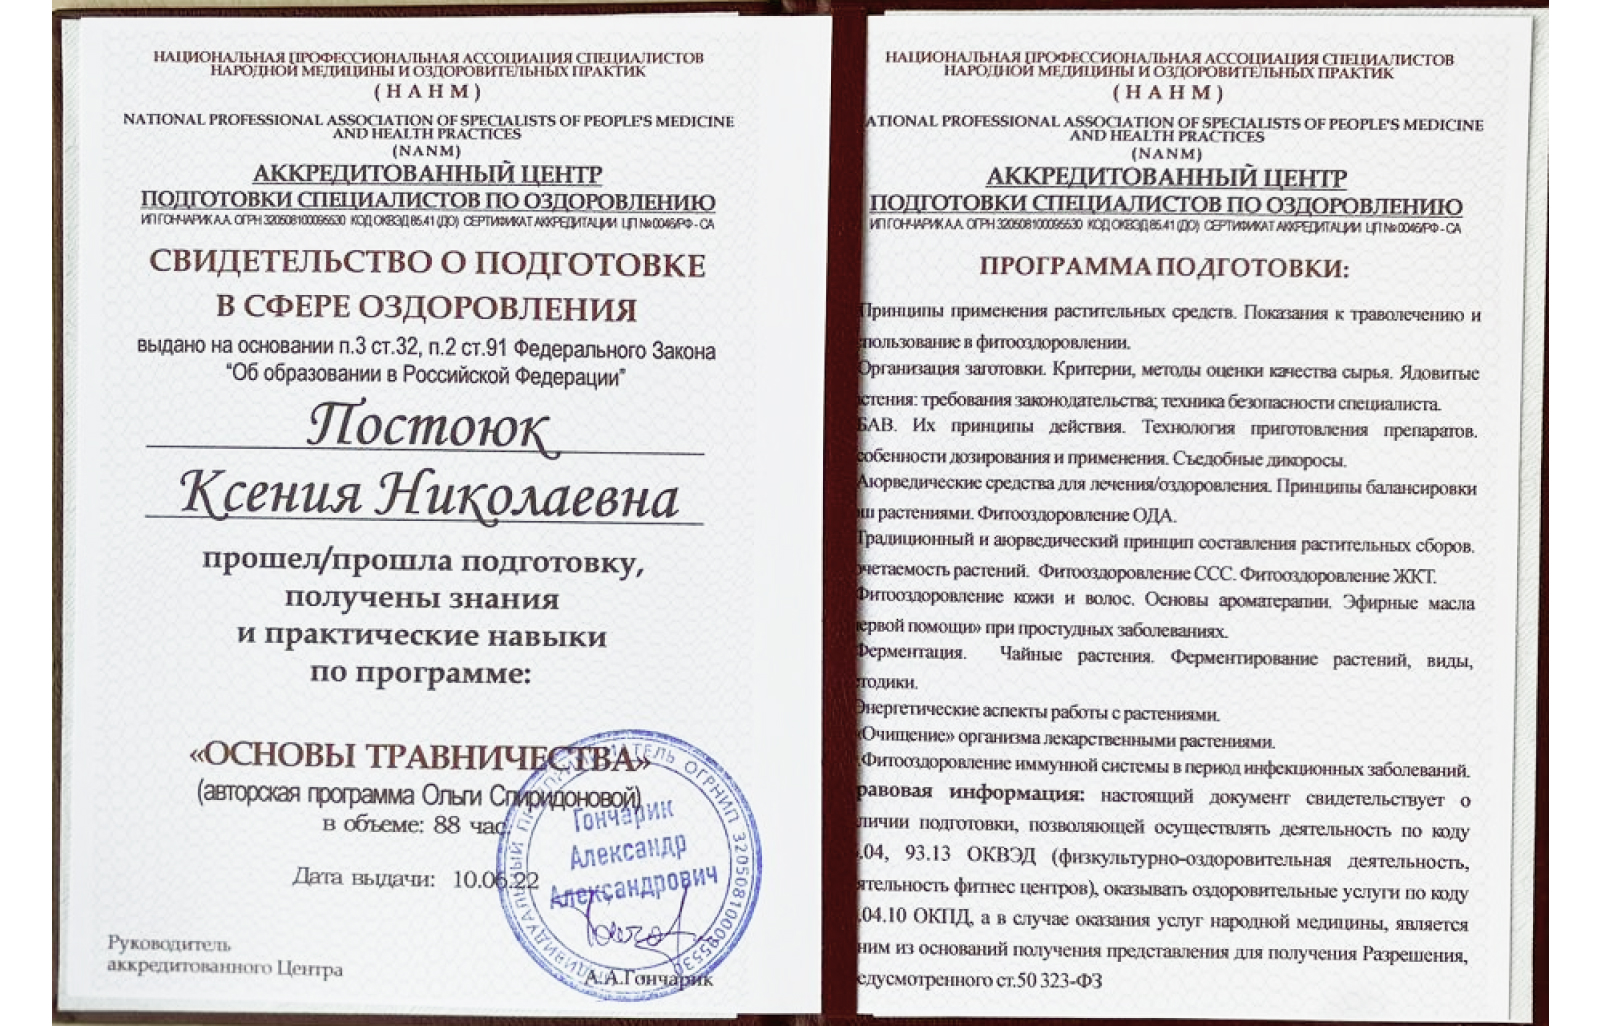 НАЦИОНАЛЬНАЯ ПРОФЕССИОНАЛЬНАЯ АССОЦИАЦИЯ СПЕЦИАЛИСТОВ
НАРОДНОЙ МЕДИЦИНЫ И ОЗДОРОВИТЕЛЬНЫХ ПРАКТИК
( Н А Н М )
NATIONAL PROFESSIONAL ASSOCIATION OF SPECIALISTS OF PEOPLE'S MEDICINE
AND HEALTH PRACTICES
(NANM)
АККРЕДИТОВАННЫЙ ЦЕНТР
ПОДГОТОВКИ СПЕЦИАЛИСТОВ ПО ОЗДОРОВЛЕНИЮ
ИП ГОНЧАРИК А.А. ОГРН 320508100095530 КОД ОКВЭД 85.41 (ДО) СЕРТИФИКАТ АККРЕДИТАЦИИ ЦП №0046/РФ - СА
СВИДЕТЕЛЬСТВО О ПОДГОТОВКЕ
В СФЕРЕ ОЗДОРОВЛЕНИЯ
выдано на основании п.3 ст.32, п.2 ст.91 Федерального Закона
"Об образовании в Российской Федерации"
Постоюк
Ксения Николаевна
прошел/прошла подготовку,
получены знания
и практические навыки
по программе:
«ОСНОВЫ ТРАВНИЧЕСТВА»
(авторская программа Ольги Спиридоновой)
в объеме: 88 час.
Дата выдачи: 10.06.22
Руководитель
аккредитованного Центра
А.А.Гончарик
ИНДИВИДУАЛЬНЫЙ ПРЕДПРИНИМАТЕЛЬ ОГРНИП 320508100095530
Гончарик
Александр
Александрович
НАЦИОНАЛЬНАЯ ПРОФЕССИОНАЛЬНАЯ АССОЦИАЦИЯ СПЕЦИАЛИСТОВ
НАРОДНОЙ МЕДИЦИНЫ И ОЗДОРОВИТЕЛЬНЫХ ПРАКТИК
( Н А Н М )
ATIONAL PROFESSIONAL ASSOCIATION OF SPECIALISTS OF PEOPLE'S MEDICINE
AND HEALTH PRACTICES
(NANM)
АККРЕДИТОВАННЫЙ ЦЕНТР
ПОДГОТОВКИ СПЕЦИАЛИСТОВ ПО ОЗДОРОВЛЕНИЮ
ИП ГОНЧАРИК А.А. ОГРН 320508100095530 КОД ОКВЭД 85.41 (ДО) СЕРТИФИКАТ АККРЕДИТАЦИИ ЦП №0046/РФ - СА
ПРОГРАММА ПОДГОТОВКИ:
Принципы применения растительных средств. Показания к траволечению и
пользование в фитооздоровлении.
Организация заготовки. Критерии, методы оценки качества сырья. Ядовитые
стения: требования законодательства; техника безопасности специалиста.
БАВ. Их принципы действия. Технология приготовления препаратов.
собенности дозирования и применения. Съедобные дикоросы.
Аюрведические средства для лечения/оздоровления. Принципы балансировки
ш растениями. Фитооздоровление ОДА.
Традиционный и аюрведический принцип составления растительных сборов.
очетаемость растений. Фитооздоровление ССС. Фитооздоровление ЖКТ.
Фитооздоровление кожи и волос. Основы ароматерапии. Эфирные масла
ервой помощи» при простудных заболеваниях.
Ферментация. Чайные растения. Ферментирование растений, виды,
тодики.
Энергетические аспекты работы с растениями.
«Очищение» организма лекарственными растениями.
Фитооздоровление иммунной системы в период инфекционных заболеваний.
равовая информация: настоящий документ свидетельствует о
личии подготовки, позволяющей осуществлять деятельность по коду
.04, 93.13 ОКВЭД (физкультурно-оздоровительная деятельность,
ятельность фитнес центров), оказывать оздоровительные услуги по коду
.04.10 ОКПД, а в случае оказания услуг народной медицины, является
ним из оснований получения представления для получения Разрешения,
едусмотренного ст.50 323-ФЗ